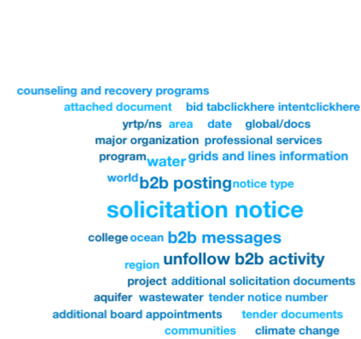 counseling and recovery programs
attached document bid tabclickhere intentclickhere
yrtp/ns area date global/docs
major organization professional services
program water grids and lines information
world b2b posting notice type
solicitation notice
college ocean b2b messages
region unfollow b2b activity
project additional solicitation documents
aquifer wastewater tender notice number
additional board appointments tender documents
communities climate change